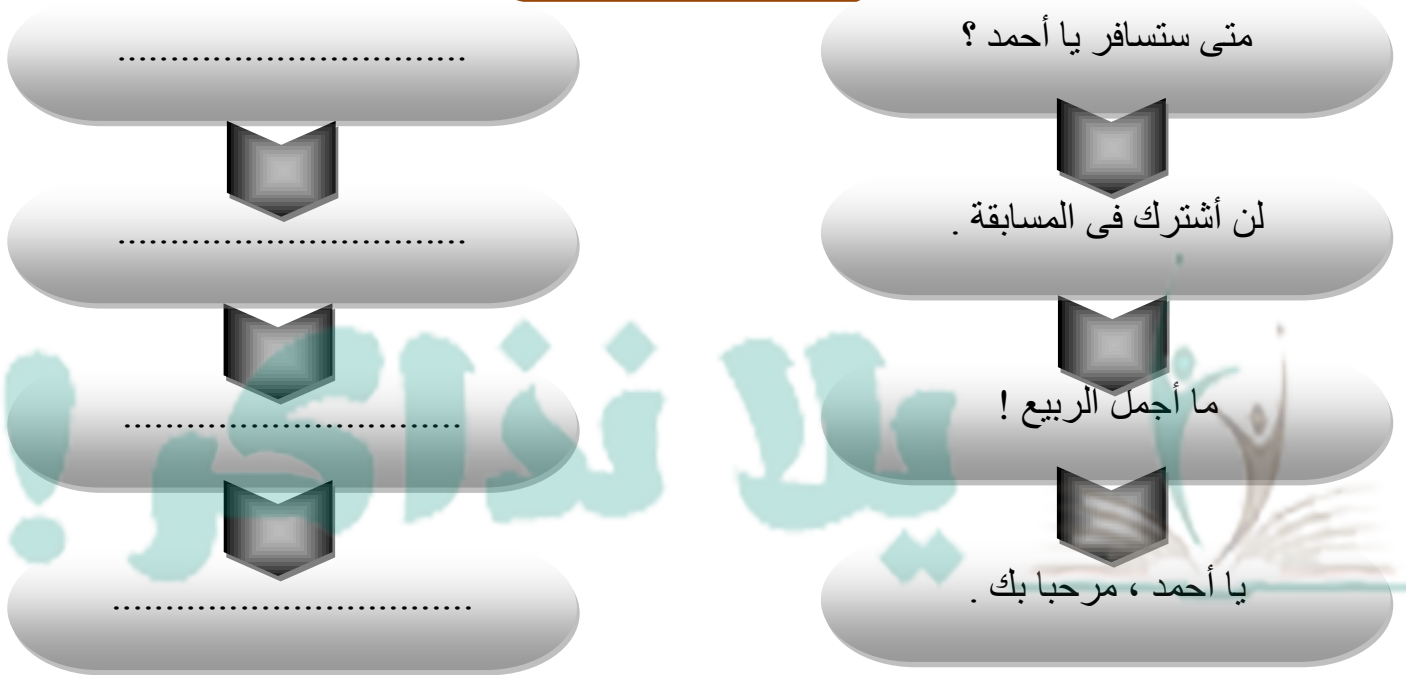 متى ستسافر يا أحمد ؟
................................
لن أشترك فى المسابقة .
................................
ما أجمل الربيع !
...............................
يا أحمد ، مرحبا بك .
.................................
يلا نذاكر !